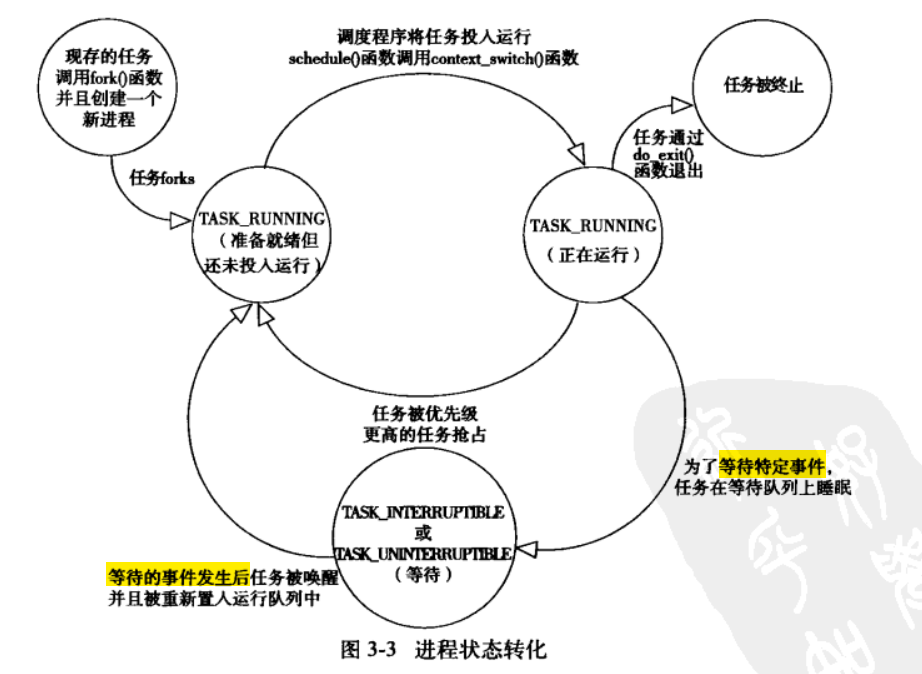 现存的任务
调用fork()函数
并且创建一个
新进程
调度程序将任务投入运行
schedule()函数调用context_switch()函数
任务被终止
任务通过
do_exit()
函数退出
任务forks
TASK_RUNNING
（准备就绪但
还未投入运行）
TASK_RUNNING
（正在运行）
任务被优先级
更高的任务抢占
为了等待特定事件，
任务在等待队列上睡眠
TASK_INTERRUPTIBLE
或
TASK_UNINTERRUPTIBLE
（等待）
等待的事件发生后任务被唤醒
并且被重新置入运行队列中
图 3-3 进程状态转化